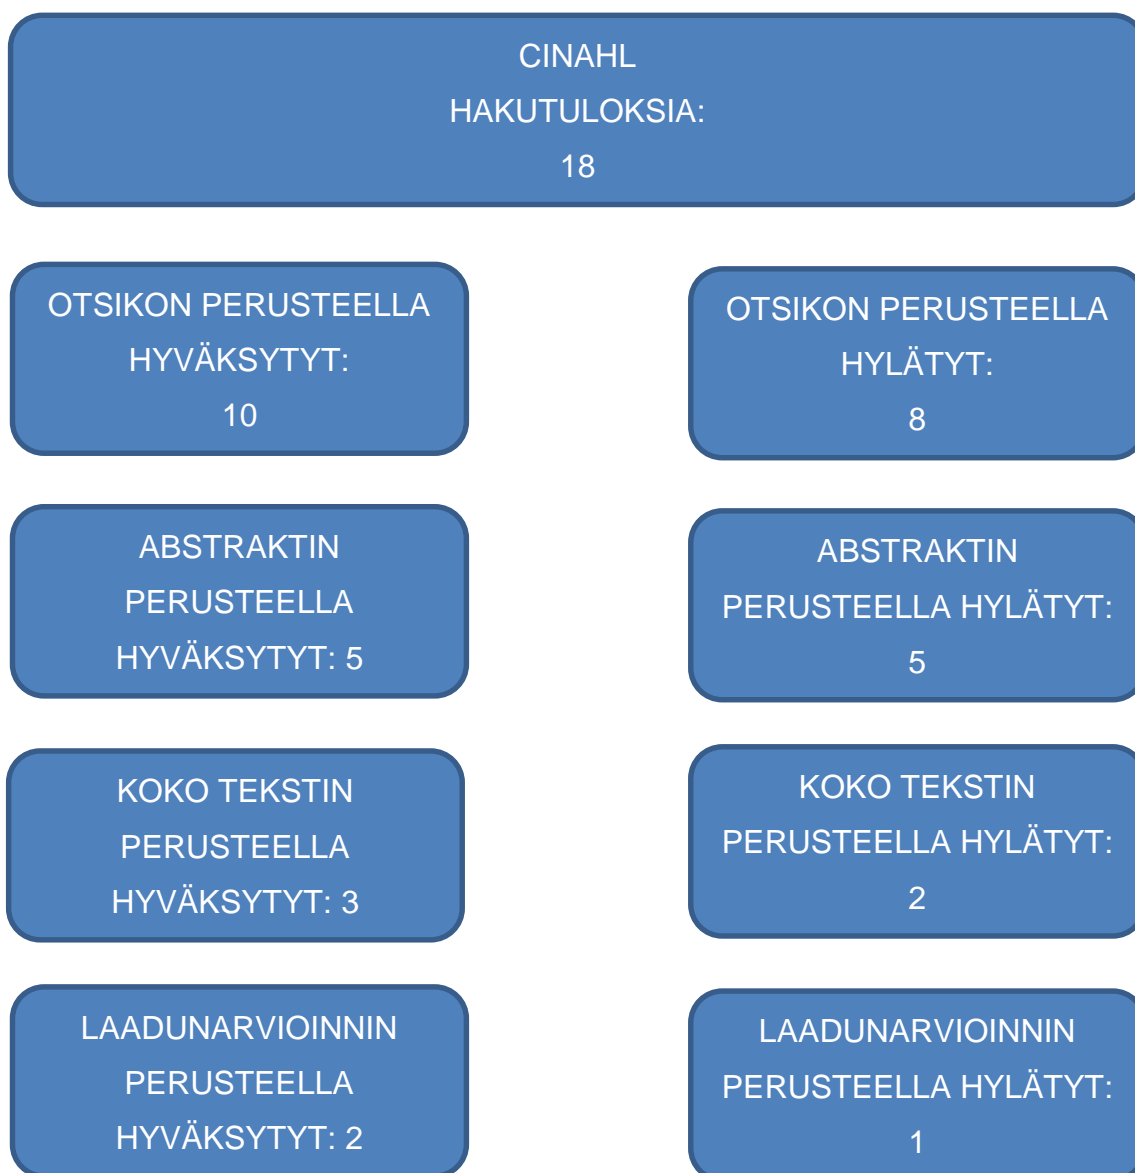 CINAHL
HAKUTULOKSIA:
18
OTSIKON PERUSTEELLA
HYVÄKSYTYT:
10
OTSIKON PERUSTEELLA
HYLÄTYT:
8
ABSTRAKTIN
PERUSTEELLA
HYVÄKSYTYT: 5
ABSTRAKTIN
PERUSTEELLA HYLÄTYT:
5
KOKO TEKSTIN
PERUSTEELLA
HYVÄKSYTYT: 3
KOKO TEKSTIN
PERUSTEELLA HYLÄTYT:
2
LAADUNARVIOINNIN
PERUSTEELLA
HYVÄKSYTYT: 2
LAADUNARVIOINNIN
PERUSTEELLA HYLÄTYT:
1